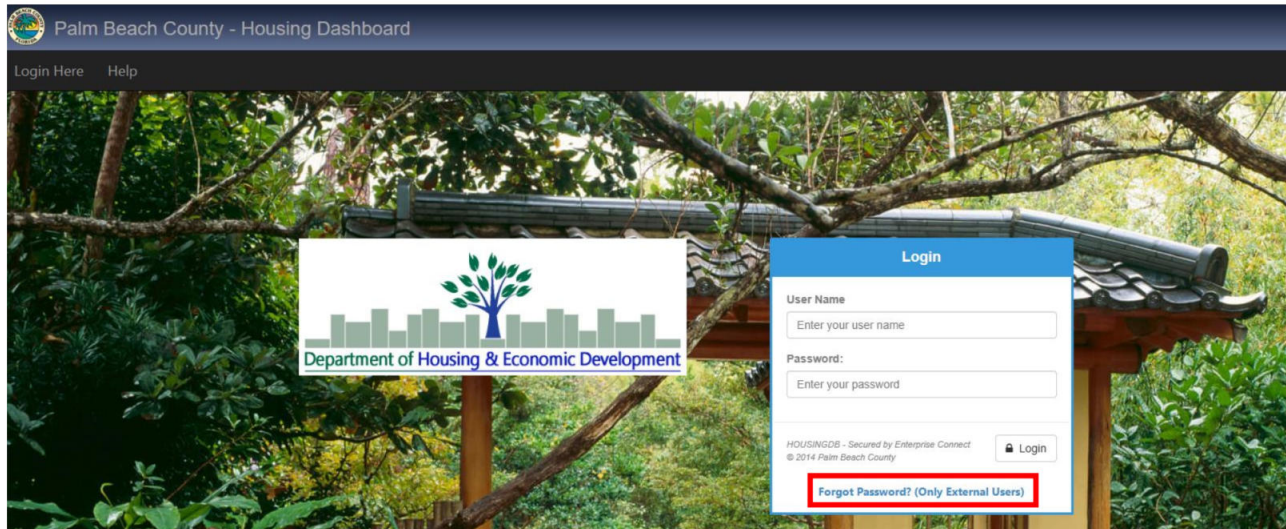 Palm Beach County - Housing Dashboard
Login Here Help
Department of Housing & Economic Development
Login
User Name
Enter your user name
Password:
Enter your password
HOUSINGDB - Secured by Enterprise Connect
© 2014 Palm Beach County
Login
Forgot Password? (Only External Users)